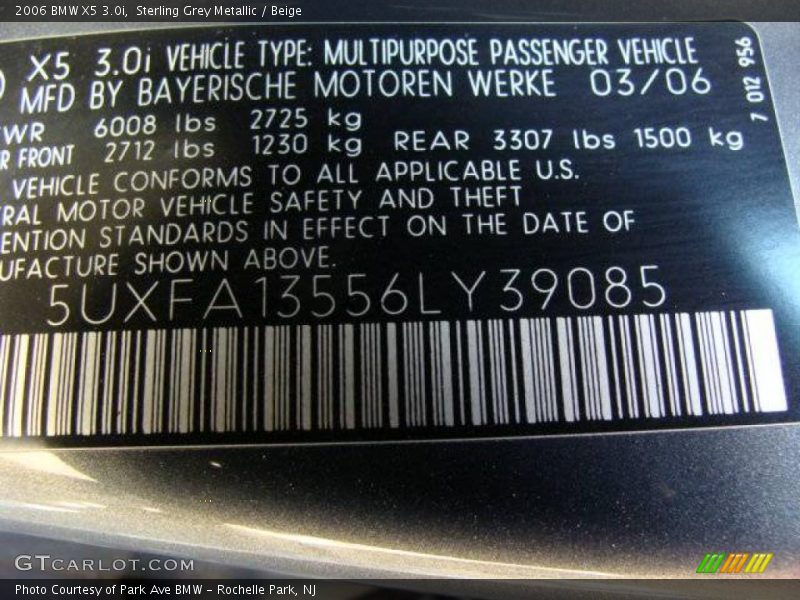 2006 BMW X5 3.0i, Sterling Grey Metallic / Beige
X5 3.0i VEHICLE TYPE: MULTIPURPOSE PASSENGER VEHICLE
MFD BY BAYERISCHE MOTOREN WERKE 03/06
7 012 956
WR 6008 lbs 2725 kg
R FRONT 2712 lbs 1230 kg REAR 3307 lbs 1500 kg
VEHICLE CONFORMS TO ALL APPLICABLE U.S.
RAL MOTOR VEHICLE SAFETY AND THEFT
ENTION STANDARDS IN EFFECT ON THE DATE OF
UFACTURE SHOWN ABOVE.
5UXFA13556LY39085
GTCARLOT.COM
Photo Courtesy of Park Ave BMW - Rochelle Park, NJ